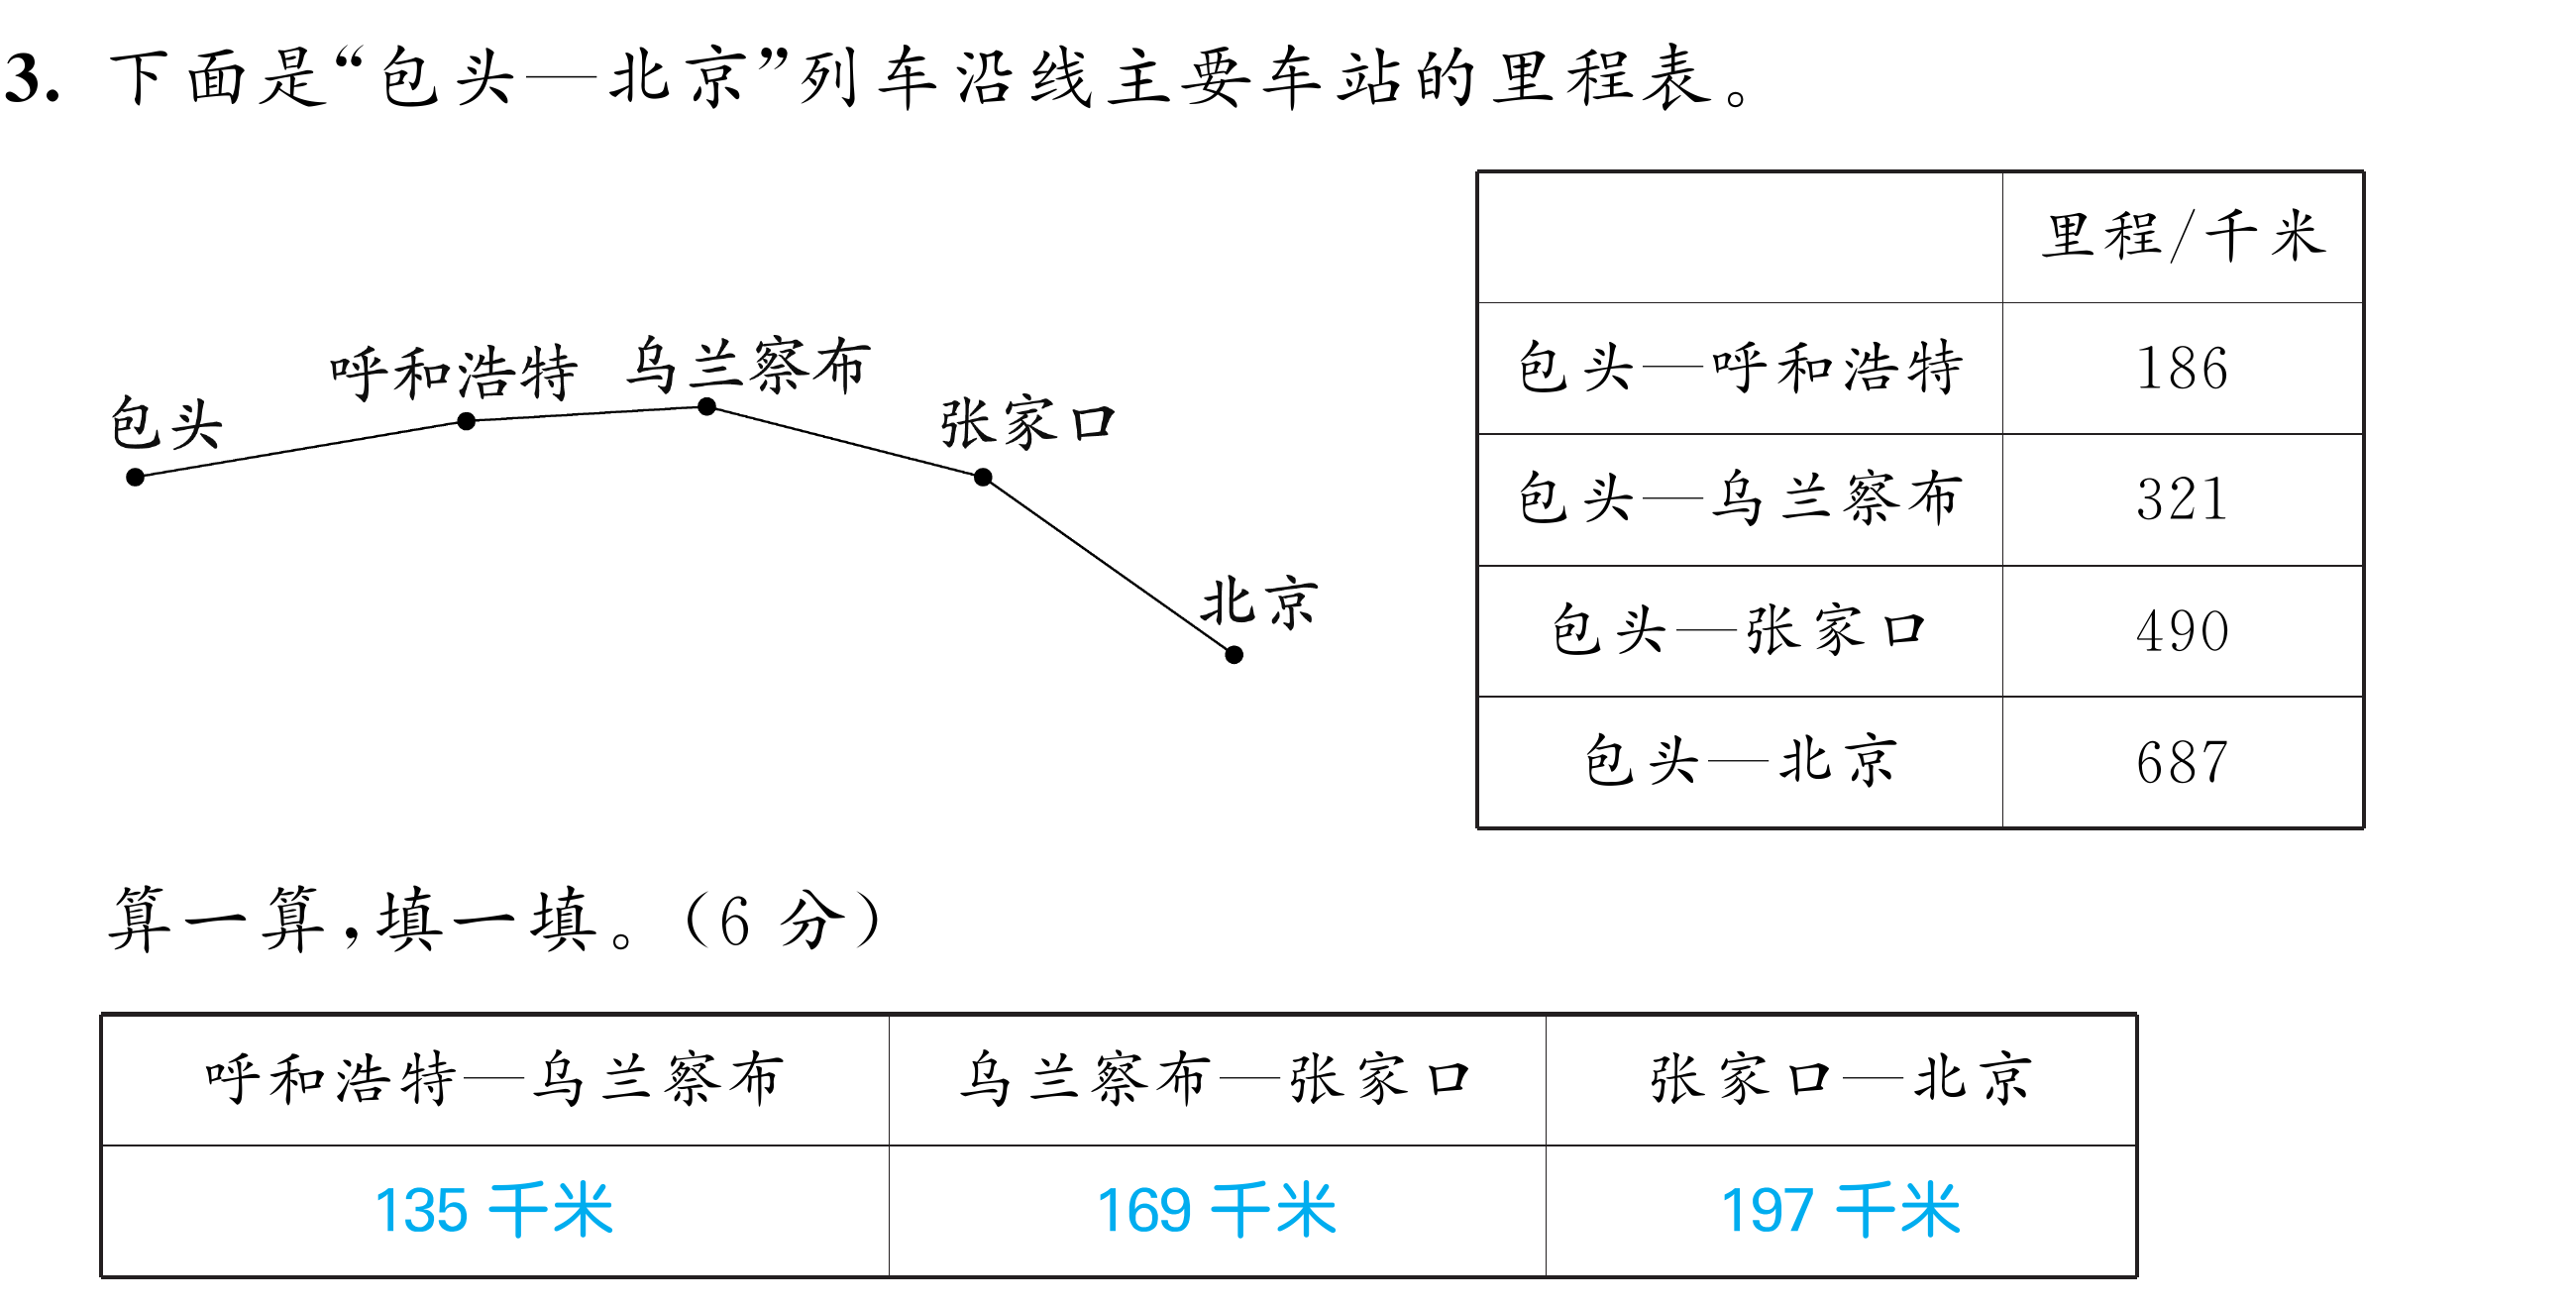 3. 下面是“包头—北京”列车沿线主要车站的里程表。
包头
呼和浩特
乌兰察布
张家口
北京
里程/千米
包头—呼和浩特 186
包头—乌兰察布 321
包头—张家口 490
包头—北京 687
算一算,填一填。(6 分)
呼和浩特—乌兰察布 乌兰察布—张家口 张家口—北京
135 千米 169 千米 197 千米